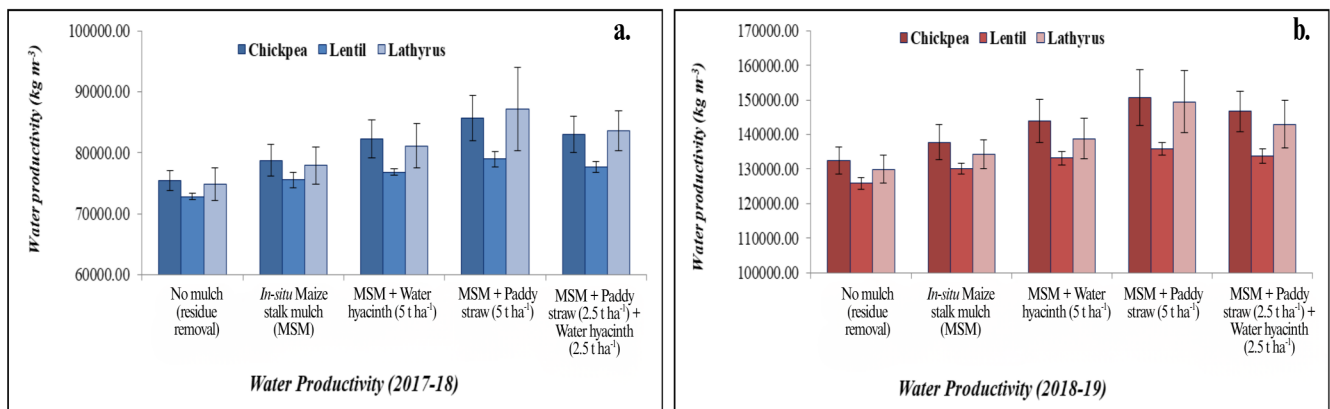 a.
Chickpea Lentil Lathyrus
Water productivity (kg m⁻³)
100000.00
90000.00
80000.00
70000.00
60000.00
No mulch
(residue
removal)
In-situ Maize
stalk mulch
(MSM)
MSM + Water
hyacinth (5 t ha⁻¹)
MSM + Paddy
straw (5 t ha⁻¹)
MSM + Paddy
straw (2.5 t ha⁻¹) +
Water hyacinth
(2.5 t ha⁻¹)
Water Productivity (2017-18)
b.
Chickpea Lentil Lathyrus
Water productivity (kg m⁻³)
170000.00
160000.00
150000.00
140000.00
130000.00
120000.00
110000.00
100000.00
No mulch
(residue
removal)
In-situ Maize
stalk mulch
(MSM)
MSM + Water
hyacinth (5 t ha⁻¹)
MSM + Paddy
straw (5 t ha⁻¹)
MSM + Paddy
straw (2.5 t ha⁻¹) +
Water hyacinth
(2.5 t ha⁻¹)
Water Productivity (2018-19)